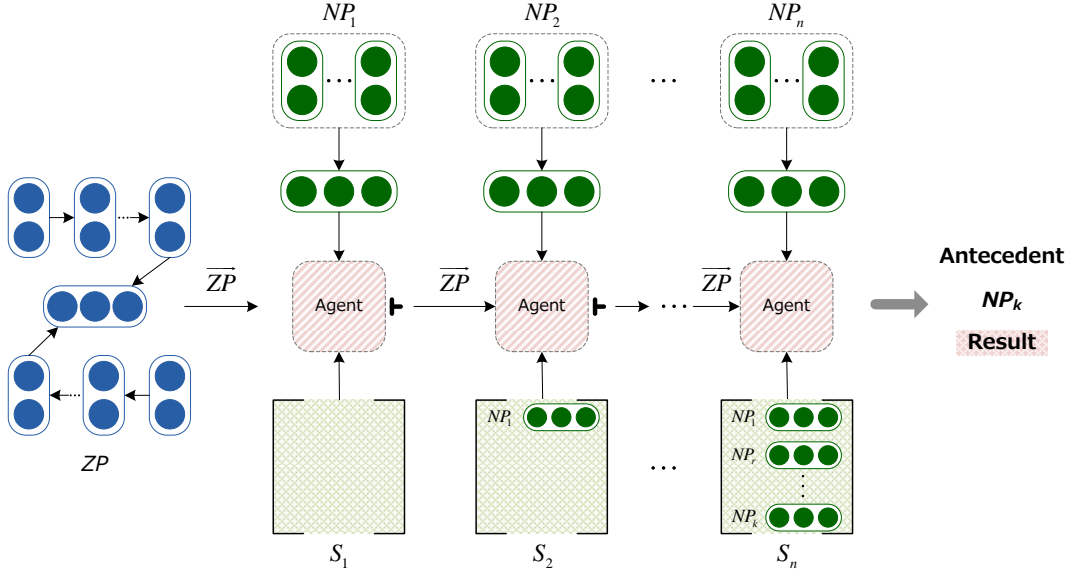 NP1 NP2 NPn
... ... ...
...
ZP ZP ZP
Agent Agent ... Agent
...
...
Antecedent
NPk
Result
ZP
NP1 NP1
NPr
... 
NPk
S1 S2 Sn